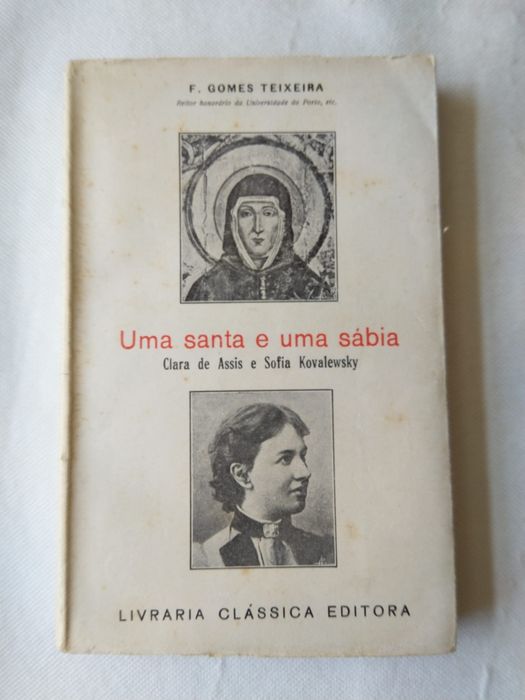 F. GOMES TEIXEIRA
Reitor honorário da Universidade do Porto, etc.
Uma santa e uma sábia
Clara de Assis e Sofia Kovalewsky
LIVRARIA CLÁSSICA EDITORA